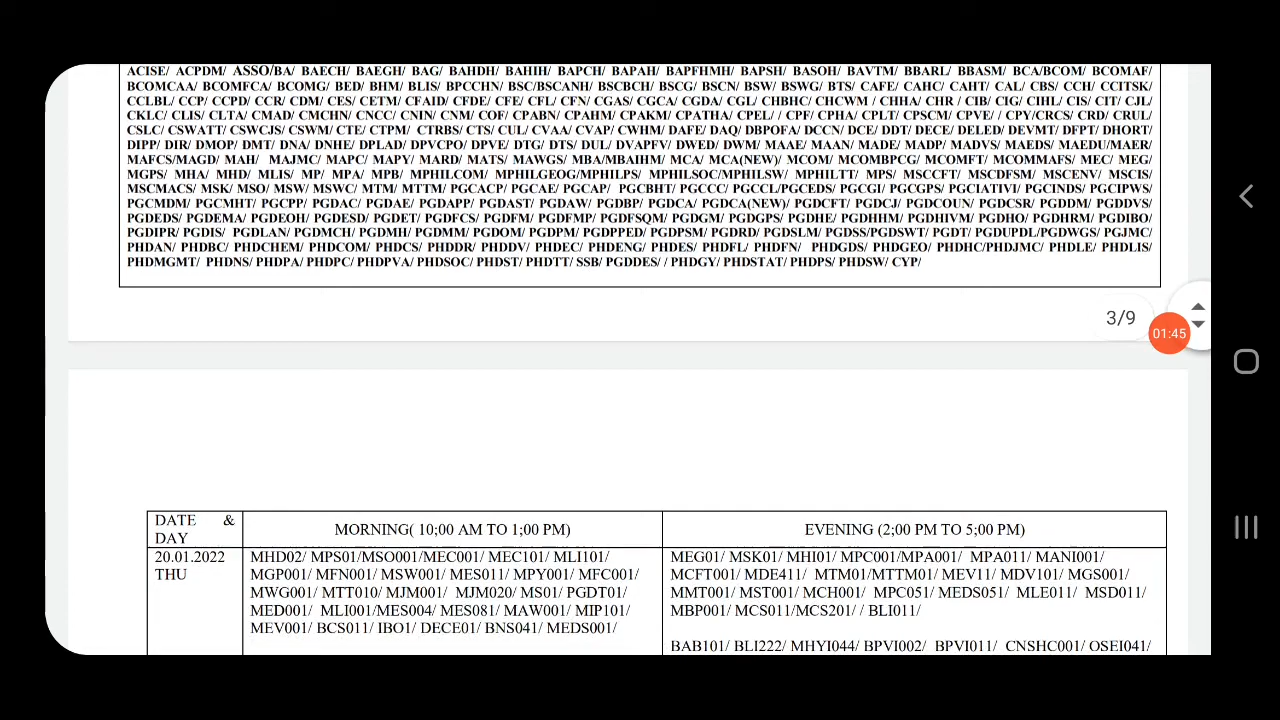 ACISE/ ACPDM/ ASSO/BA/ BAECH/ BAEGH/ BAG/ BAHDH/ BAHIH/ BAPCH/ BAPAH/ BAPFHMH/ BAPSH/ BASOH/ BAVTM/ BBARL/ BBASM/ BCA/BCOM/ BCOMAF/
BCOMCAA/ BCOMFCA/ BCOMG/ BED/ BHM/ BLIS/ BPCCHN/ BSC/BSCANH/ BSCBCH/ BSCG/ BSCN/ BSW/ BSWG/ BTS/ CAFE/ CAHC/ CAHT/ CAL/ CBS/ CCH/ CCITSK/
CCLBL/ CCP/ CCPD/ CCR/ CDM/ CES/ CETM/ CFAID/ CFDE/ CFE/ CFL/ CFN/ CGAS/ CGCA/ CGDA/ CGL/ CHBHC/ CHCWM / CHHA/ CHR / CIB/ CIG/ CIHL/ CIS/ CIT/ CJL/
CKLC/ CLIS/ CLTA/ CMAD/ CMCHN/ CNCC/ CNIN/ CNM/ COF/ CPABN/ CPAHM/ CPAKM/ CPATHA/ CPEL/ / CPF/ CPHA/ CPLT/ CPSCM/ CPVE/ / CPY/CRCS/ CRD/ CRUL/
CSLC/ CSWATT/ CSWCJS/ CSWM/ CTE/ CTPM/ CTRBS/ CTS/ CUL/ CVAA/ CVAP/ CWHM/ DAFE/ DAQ/ DBPOFA/ DCCN/ DCE/ DDT/ DECE/ DELED/ DEVMT/ DFPT/ DHORT/
DIPP/ DIR/ DMOP/ DMT/ DNA/ DNHE/ DPLAD/ DPVCPO/ DPVE/ DTG/ DTS/ DUL/ DVAPFV/ DWED/ DWM/ MAAE/ MAAN/ MADE/ MADP/ MADVS/ MAEDS/ MAEDU/MAER/
MAFCS/MAGD/ MAH/ MAJMC/ MAPC/ MAPY/ MARD/ MATS/ MAWGS/ MBA/MBAIHM/ MCA/ MCA(NEW)/ MCOM/ MCOMBPCG/ MCOMFT/ MCOMMAFS/ MEC/ MEG/
MGPS/ MHA/ MHD/ MLIS/ MP/ MPA/ MPB/ MPHILCOM/ MPHILGEOG/MPHILPS/ MPHILSOC/MPHILSW/ MPHILTT/ MPS/ MSCCFT/ MSCDFSM/ MSCENV/ MSCIS/
MSCMACS/ MSK/ MSO/ MSW/ MSWC/ MTM/ MTTM/ PGCACP/ PGCAE/ PGCAP/ PGCBHT/ PGCCC/ PGCCL/PGCEDS/ PGCGI/ PGCGPS/ PGCIATIVI/ PGCINDS/ PGCIPWS/
PGCMDM/ PGCMHT/ PGCPP/ PGDAC/ PGDAE/ PGDAPP/ PGDAST/ PGDAW/ PGDBP/ PGDCA/ PGDCA(NEW)/ PGDCFT/ PGDCJ/ PGDCOUN/ PGDCSR/ PGDDM/ PGDDVS/
PGDEDS/ PGDEMA/ PGDEOH/ PGDESD/ PGDET/ PGDFCS/ PGDFM/ PGDFMP/ PGDFSQM/ PGDGM/ PGDGPS/ PGDHE/ PGDHHM/ PGDHIVM/ PGDHO/ PGDHRM/ PGDIBO/
PGDIPR/ PGDIS/ PGDLAN/ PGDMCH/ PGDMH/ PGDMM/ PGDOM/ PGDPM/ PGDPPED/ PGDPSM/ PGDRD/ PGDSLM/ PGDSS/PGDSWT/ PGDT/ PGDUPDL/PGDWGS/ PGJMC/
PHDAN/ PHDBC/ PHDCHEM/ PHDCOM/ PHDCS/ PHDDR/ PHDDV/ PHDEC/ PHDENG/ PHDES/ PHDFL/ PHDFN/ PHDGDS/ PHDGEO/ PHDHC/PHDJMC/ PHDLE/ PHDLIS/
PHDMGMT/ PHDNS/ PHDPA/ PHDPC/ PHDPVA/ PHDSOC/ PHDST/ PHDTT/ SSB/ PGDDES/ / PHDGY/ PHDSTAT/ PHDPS/ PHDSW/ CYP/
3/9
01:45
DATE &
DAY
MORNING( 10;00 AM TO 1;00 PM)
EVENING (2;00 PM TO 5:00 PM)
20.01.2022
THU
MHD02/ MPS01/MSO001/MEC001/ MEC101/ MLI101/
MGP001/ MFN001/ MSW001/ MES011/ MPY001/ MFC001/
MWG001/ MTT010/ MJM001/ MJM020/ MS01/ PGDT01/
MED001/ MLI001/MES004/ MES081/ MAW001/ MIP101/
MEV001/ BCS011/ IBO1/ DECE01/ BNS041/ MEDS001/
MEG01/ MSK01/ MHI01/ MPC001/MPA001/ MPA011/ MANI001/
MCFT001/ MDE411/ MTM01/MTTM01/ MEV11/ MDV101/ MGS001/
MMT001/ MST001/ MCH001/ MPC051/ MEDS051/ MLE011/ MSD011/
MBP001/ MCS011/MCS201/ / BLI011/
BAB101/ BLI222/ MHYI044/ BPVI002/ BPVI011/ CNSHC001/ OSEI041/